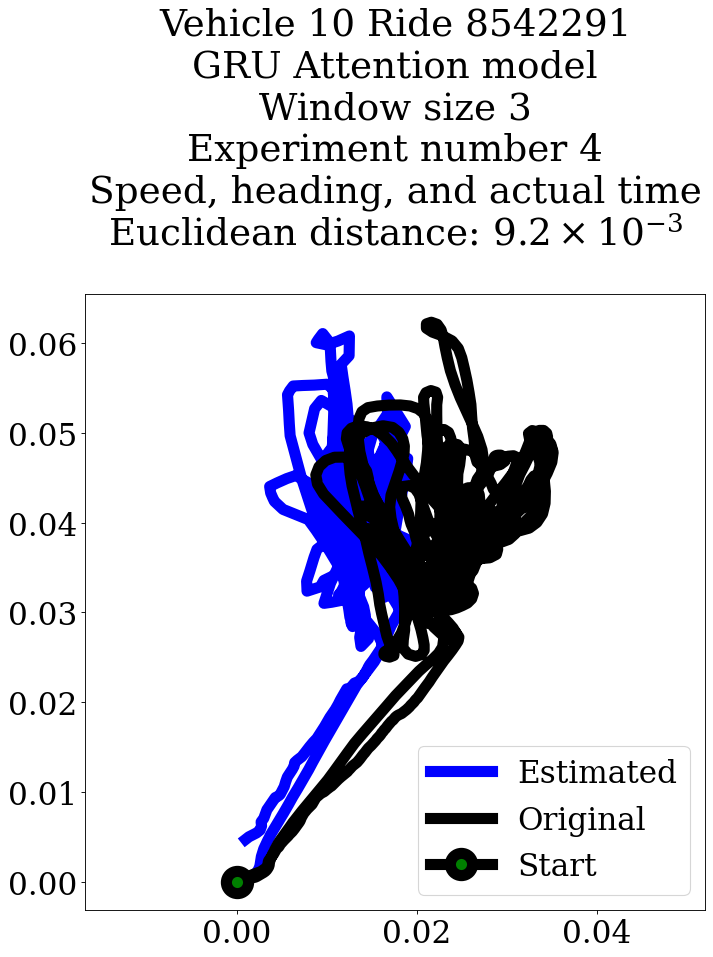 Vehicle 10 Ride 8542291
GRU Attention model
Window size 3
Experiment number 4
Speed, heading, and actual time
Euclidean distance: 9.2 × 10⁻³
0.06
0.05
0.04
0.03
0.02
0.01
0.00
0.00 0.02 0.04
Estimated
Original
Start